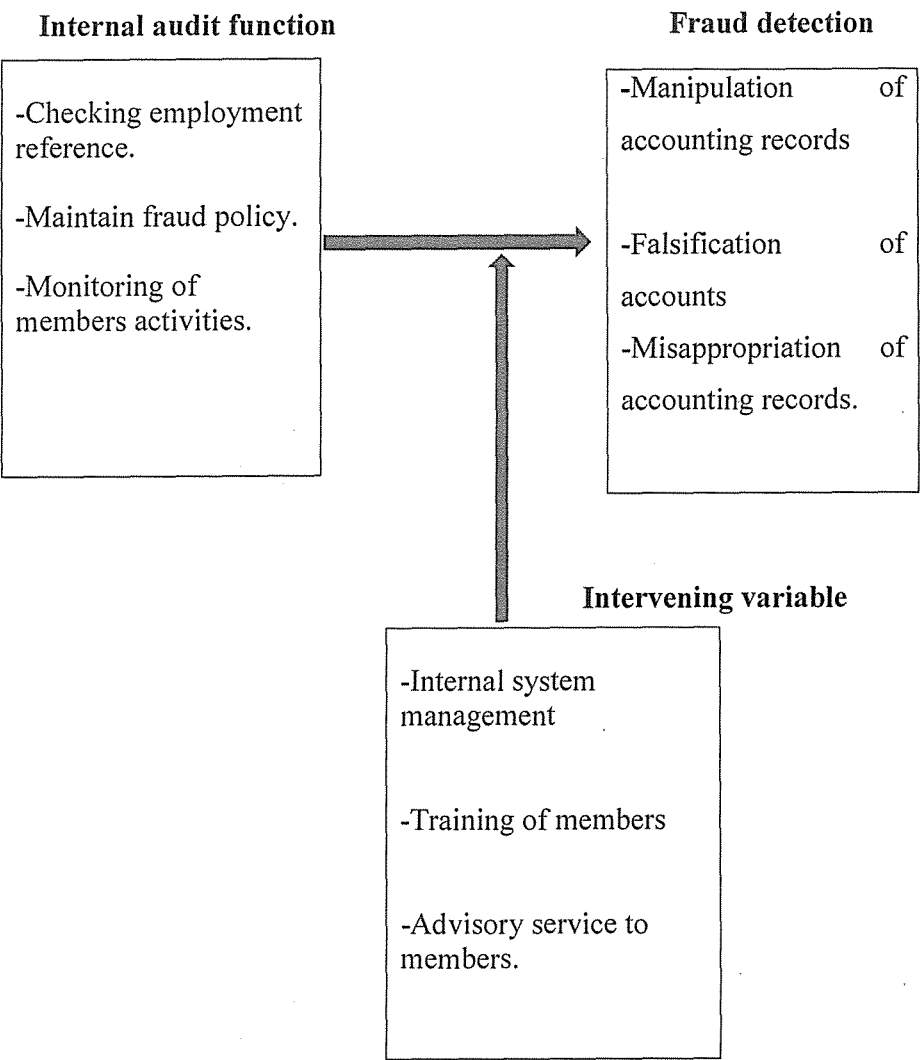 Internal audit function
-Checking employment
reference.
-Maintain fraud policy.
-Monitoring of
members activities.
Fraud detection
-Manipulation of
accounting records
-Falsification of
accounts
-Misappropriation of
accounting records.
Intervening variable
-Internal system
management
-Training of members
-Advisory service to
members.